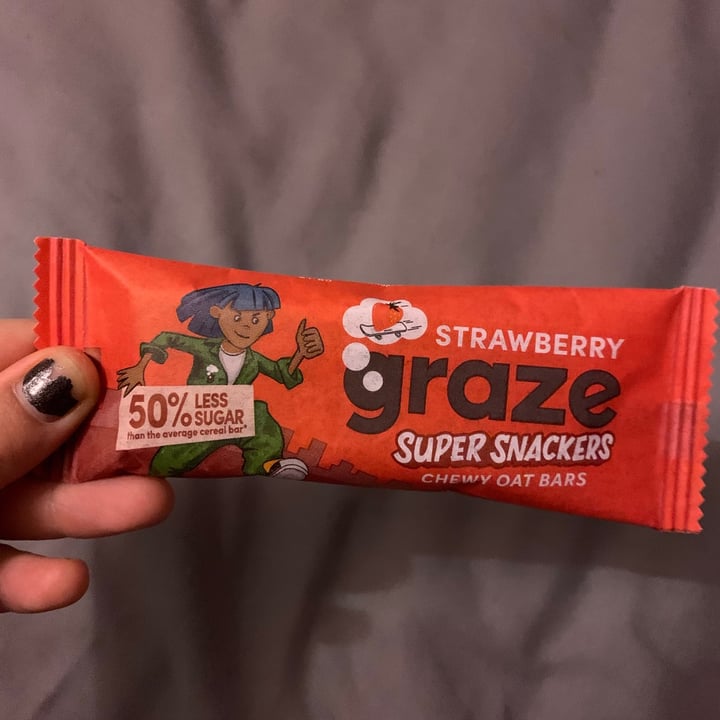 50% LESS SUGAR
than the average cereal bar*
STRAWBERRY
graze
SUPER SNACKERS
CHEWY OAT BARS